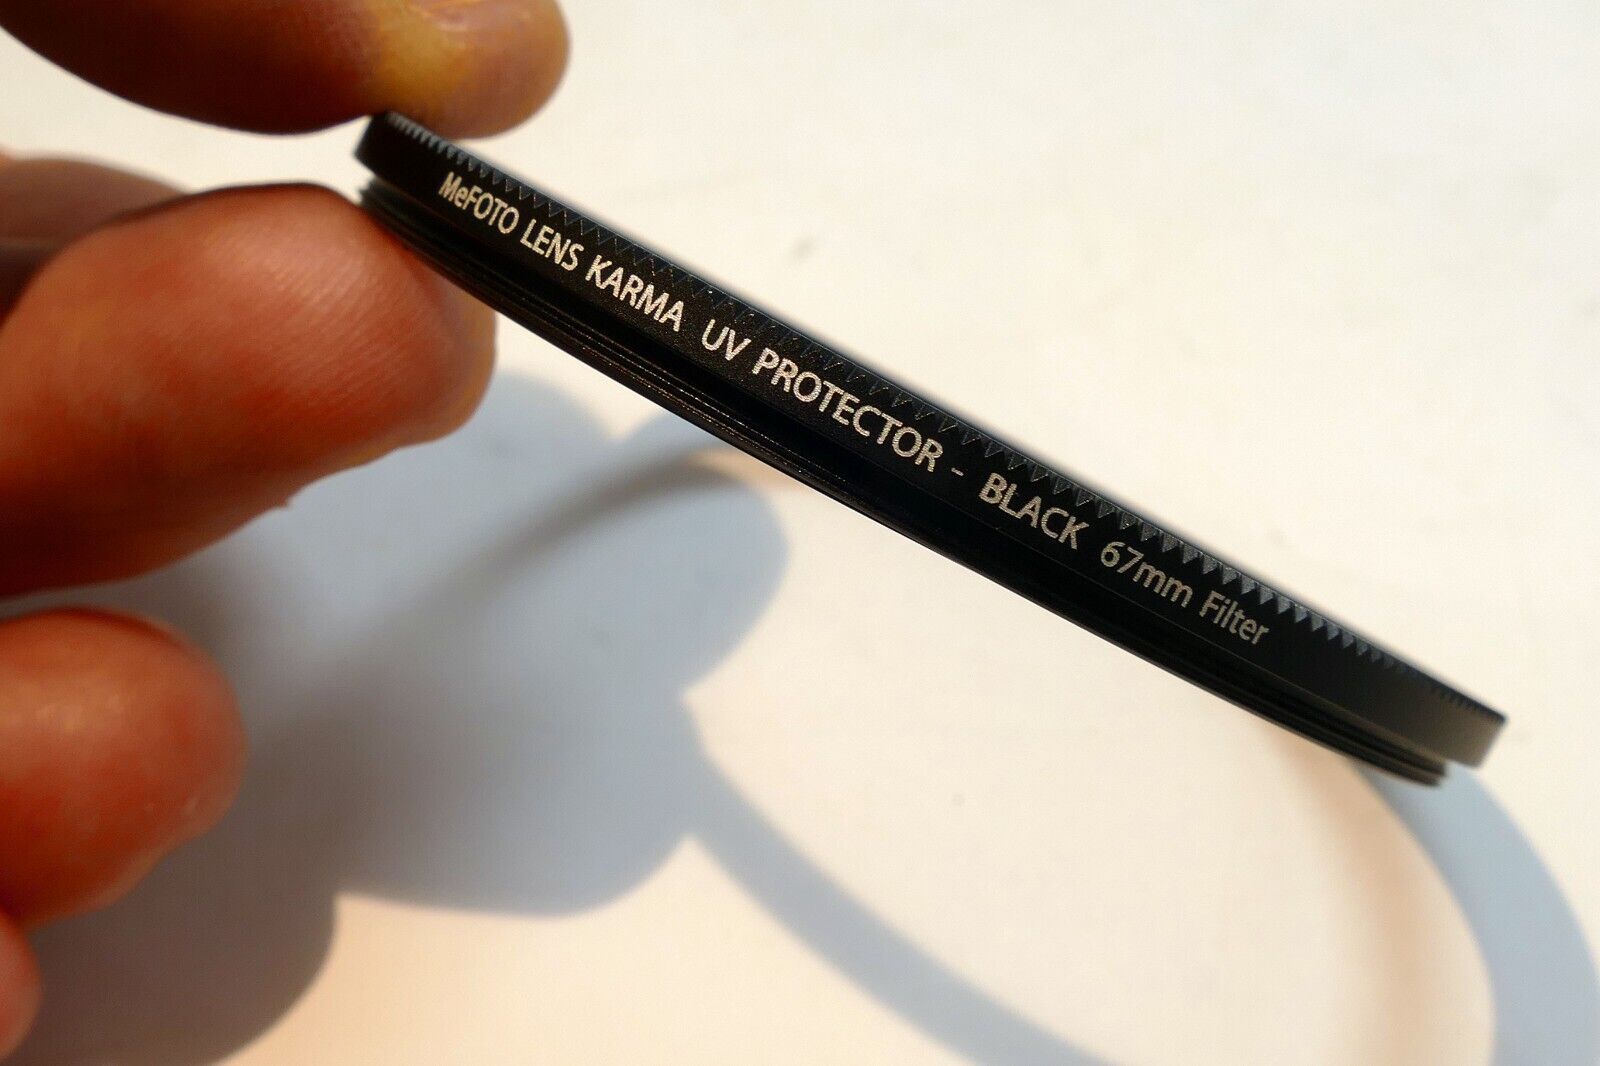 MeFOTO LENS KARMA UV PROTECTOR - BLACK 67mm Filter